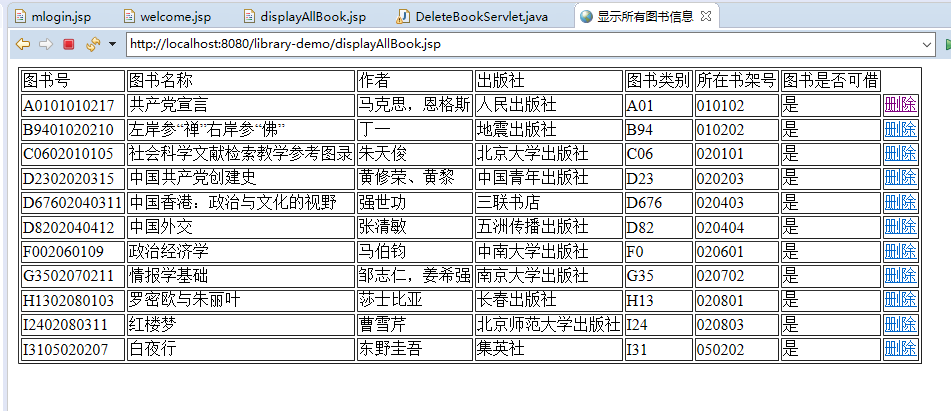 mlogin.jsp welcome.jsp displayAllBook.jsp DeleteBookServlet.java 显示所有图书信息
http://localhost:8080/library-demo/displayAllBook.jsp
图书号 图书名称 作者 出版社 图书类别 所在书架号 图书是否可借
A0101010217 共产党宣言 马克思，恩格斯 人民出版社 A01 010102 是 删除
B9401020210 左岸参“禅”右岸参“佛” 丁一 地震出版社 B94 010202 是 删除
C0602010105 社会科学文献检索教学参考图录 朱天俊 北京大学出版社 C06 020101 是 删除
D2302020315 中国共产党创建史 黄修荣、黄黎 中国青年出版社 D23 020203 是 删除
D67602040311 中国香港：政治与文化的视野 强世功 三联书店 D676 020403 是 删除
D8202040412 中国外交 张清敏 五洲传播出版社 D82 020404 是 删除
F002060109 政治经济学 马伯钧 中南大学出版社 F0 020601 是 删除
G3502070211 情报学基础 邹志仁，姜希强 南京大学出版社 G35 020702 是 删除
H1302080103 罗密欧与朱丽叶 莎士比亚 长春出版社 H13 020801 是 删除
I2402080311 红楼梦 曹雪芹 北京师范大学出版社 I24 020803 是 删除
I3105020207 白夜行 东野圭吾 集英社 I31 050202 是 删除